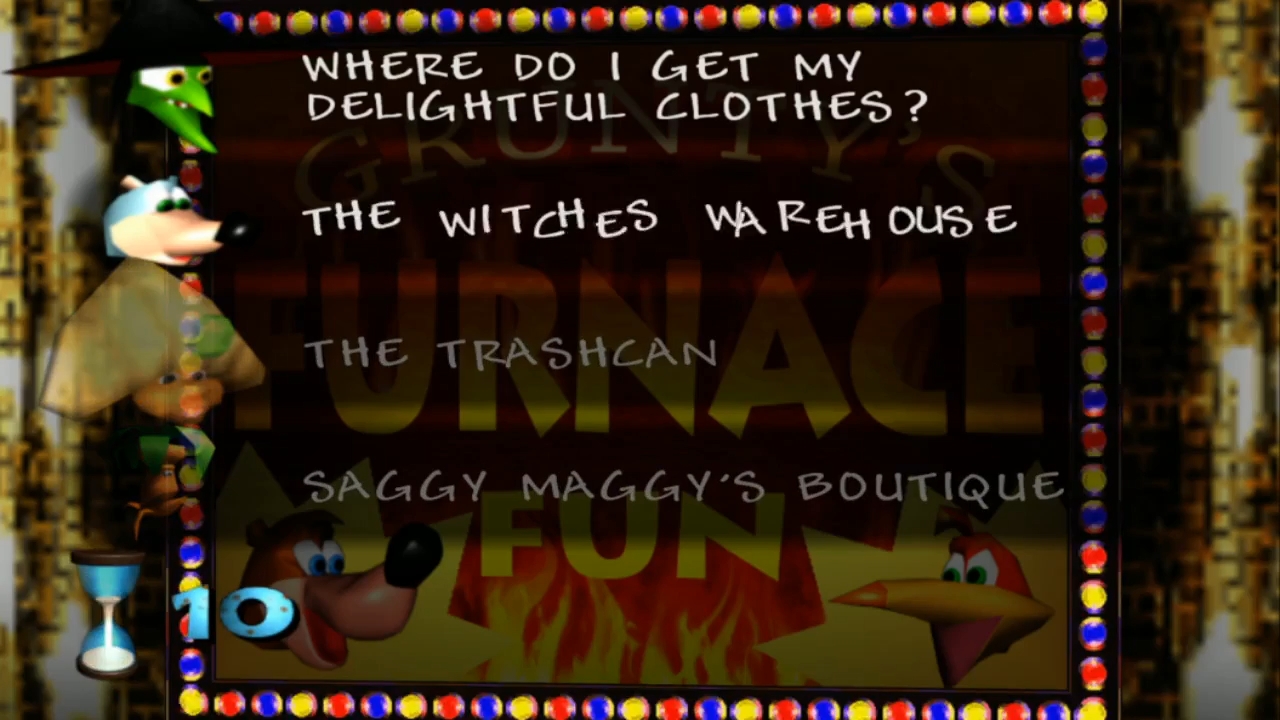 WHERE DO I GET MY
DELIGHTFUL CLOTHES?
GRUNTY'S
THE WITCHES WAREHOUSE
FURNACE
THE TRASHCAN
SAGGY MAGGY'S BOUTIQUE
FUN
10